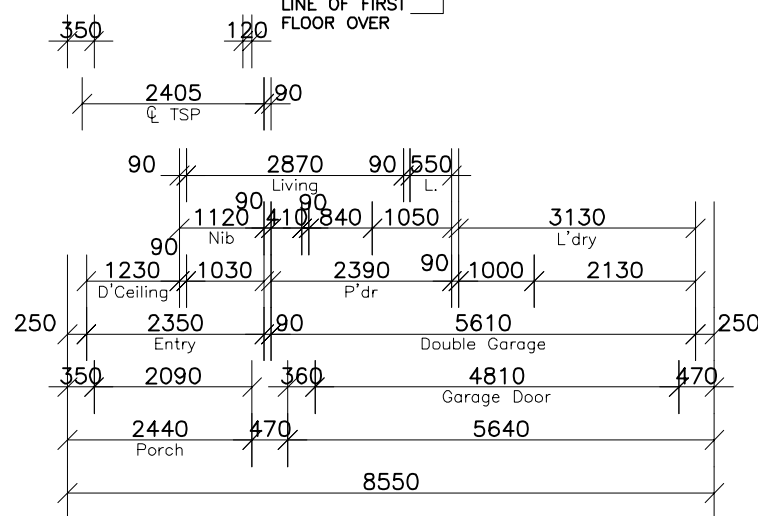 LINE OF FIRST
FLOOR OVER
350 120
2405 90
℄ TSP
90 2870 90 550
Living L.
90 90
1120 410 840 1050 3130
Nib L'dry
90
1230 1030 2390 90 1000 2130
D'Ceiling P'dr
250 2350 90 5610 250
Entry Double Garage
350 2090 360 4810 470
Garage Door
2440 470 5640
Porch
8550